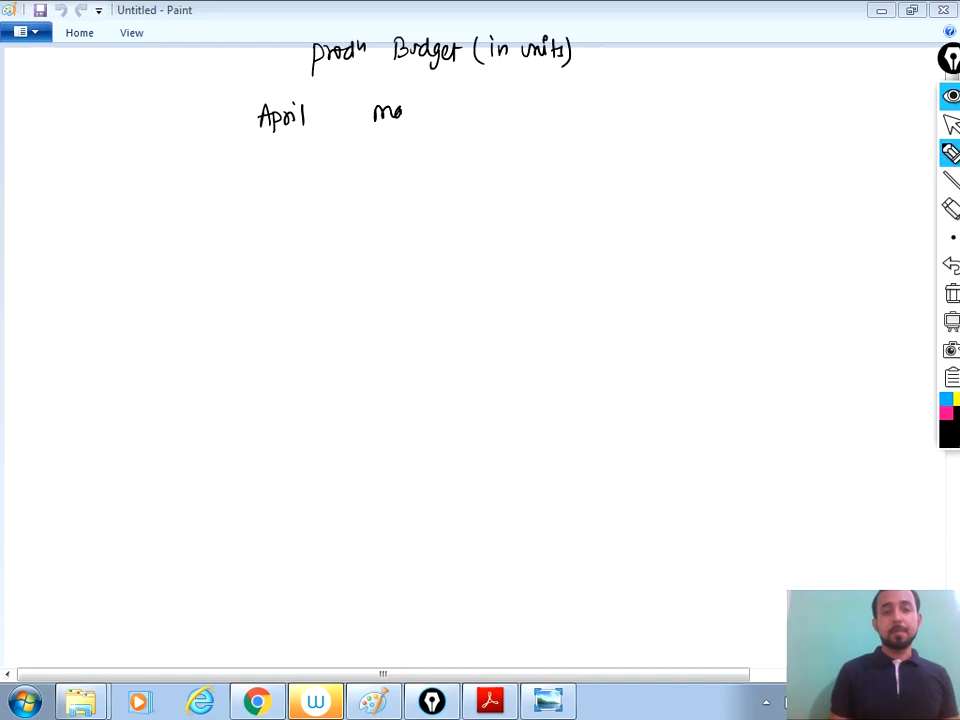 Untitled - Paint
Home View
prodⁿ Budget (in units)
April ma